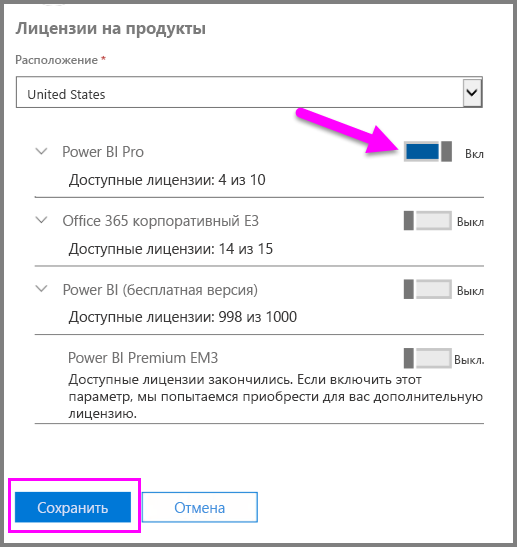 Лицензии на продукты
Расположение *
United States
Power BI Pro
Вкл
Доступные лицензии: 4 из 10
Office 365 корпоративный E3
Выкл
Доступные лицензии: 14 из 15
Power BI (бесплатная версия)
Выкл
Доступные лицензии: 998 из 1000
Power BI Premium EM3
Выкл.
Доступные лицензии закончились. Если включить этот
параметр, мы попытаемся приобрести для вас дополнительную
лицензию.
Сохранить
Отмена